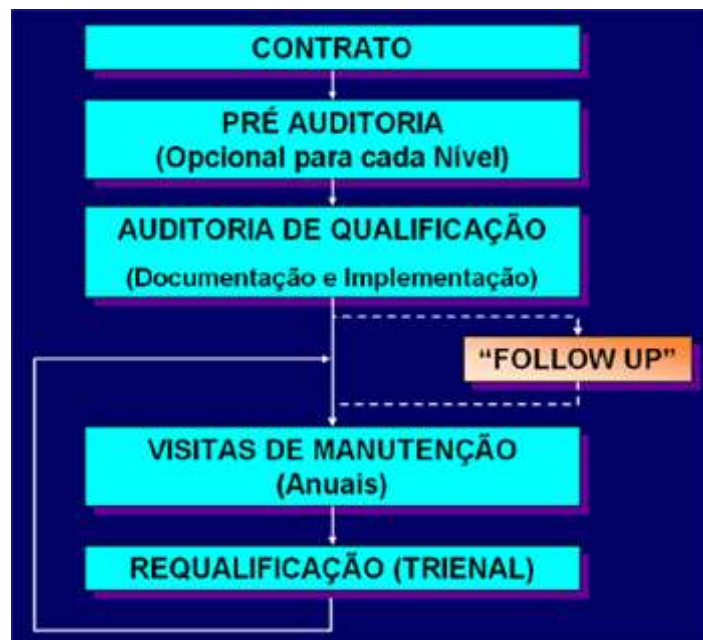 CONTRATO
PRÉ AUDITORIA
(Opcional para cada Nível)
AUDITORIA DE QUALIFICAÇÃO
(Documentação e Implementação)
“FOLLOW UP”
VISITAS DE MANUTENÇÃO
(Anuais)
REQUALIFICAÇÃO (TRIENAL)